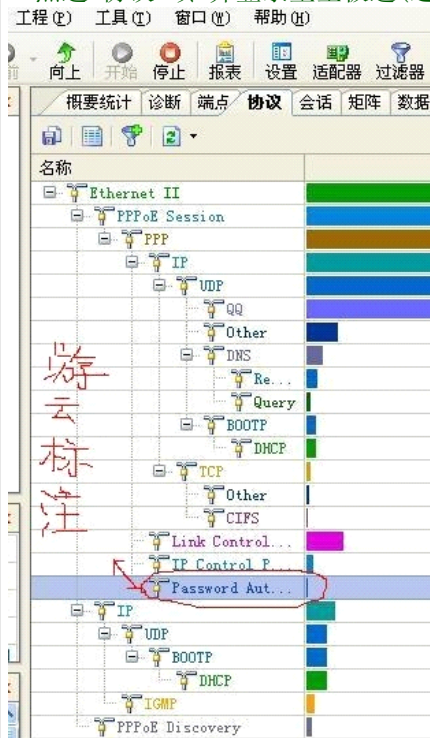 工程(P) 工具(T) 窗口(W) 帮助(H)
向上 开始 停止 报表 设置 适配器 过滤器
概要统计 诊断 端点 协议 会话 矩阵 数据
名称
Ethernet II
PPPoE Session
PPP
IP
UDP
QQ
Other
DNS
Re...
Query
BOOTP
DHCP
TCP
Other
CIFS
Link Control...
IP Control P...
Password Aut...
IP
UDP
BOOTP
DHCP
IGMP
PPPoE Discovery
游云标注